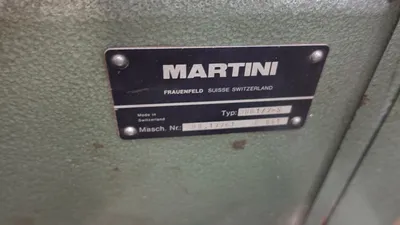 MARTINI
FRAUENFELD SUISSE SWITZERLAND
Made in
Switzerland
Typ:
Masch. Nr.: